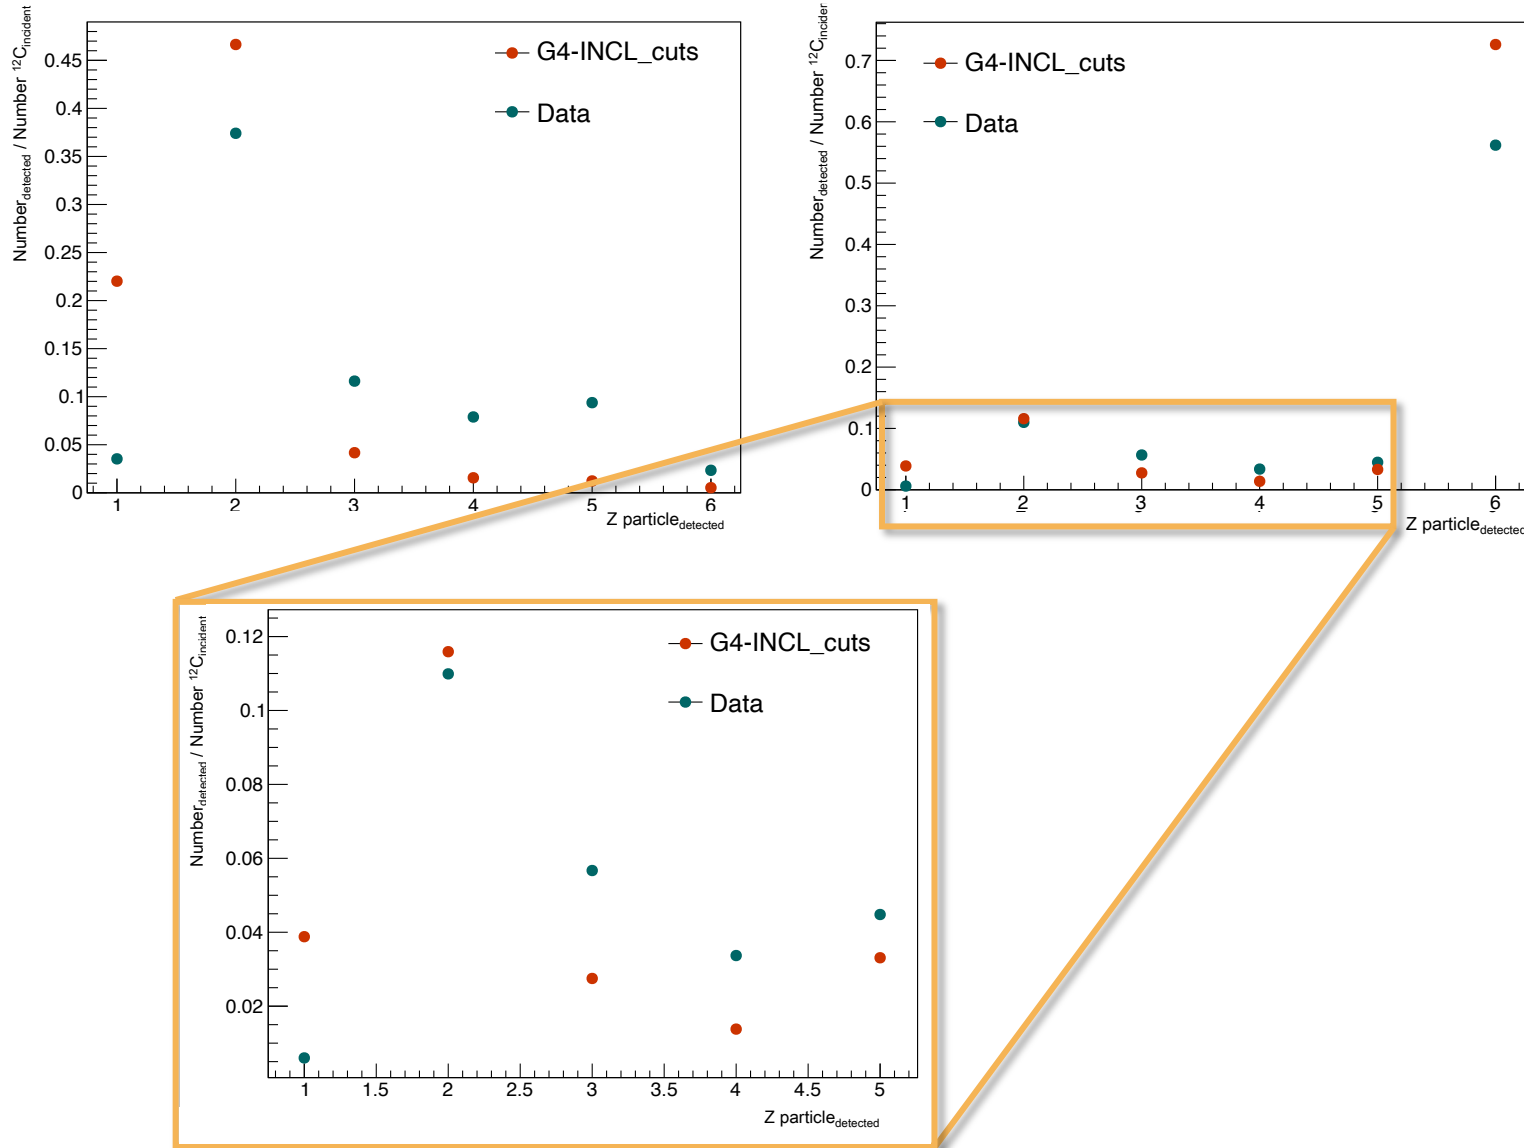 Number_detected / Number ¹²C_incident
G4-INCL_cuts
Data
0.45
0.4
0.35
0.3
0.25
0.2
0.15
0.1
0.05
0
1 2 3 4 5 6
Z particle_detected
Number_detected / Number ¹²C_incider
G4-INCL_cuts
Data
0.7
0.6
0.5
0.4
0.3
0.2
0.1
0
1 2 3 4 5 6
Z particle_detected
Number_detected / Number ¹²C_incident
G4-INCL_cuts
Data
0.12
0.1
0.08
0.06
0.04
0.02
1 1.5 2 2.5 3 3.5 4 4.5 5
Z particle_detected